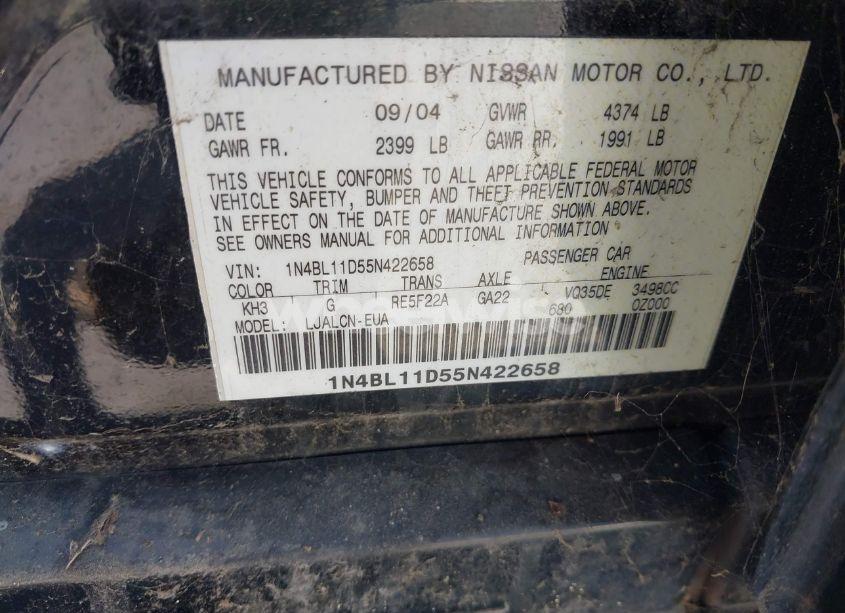 MANUFACTURED BY NISSAN MOTOR CO., LTD.
DATE 09/04 GVWR 4374 LB
GAWR FR. 2399 LB GAWR RR. 1991 LB
THIS VEHICLE CONFORMS TO ALL APPLICABLE FEDERAL MOTOR
VEHICLE SAFETY, BUMPER AND THEFT PREVENTION STANDARDS
IN EFFECT ON THE DATE OF MANUFACTURE SHOWN ABOVE.
SEE OWNERS MANUAL FOR ADDITIONAL INFORMATION
VIN: 1N4BL11D55N422658 PASSENGER CAR
COLOR TRIM TRANS AXLE ENGINE
KH3 G RE5F22A GA22 VQ35DE 3498CC
MODEL: LJALCN-EUA 680 0Z000
1N4BL11D55N422658